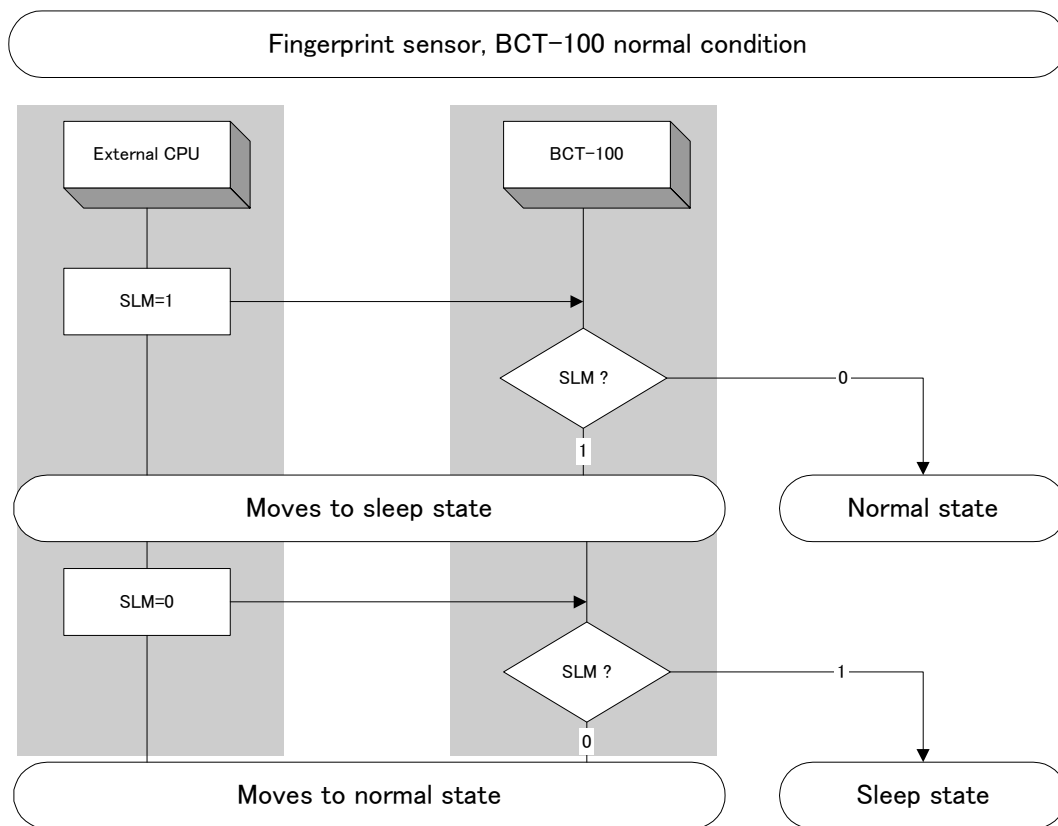 Fingerprint sensor, BCT-100 normal condition
External CPU
BCT-100
SLM=1
SLM ?
0
1
Moves to sleep state
Normal state
SLM=0
SLM ?
1
0
Moves to normal state
Sleep state